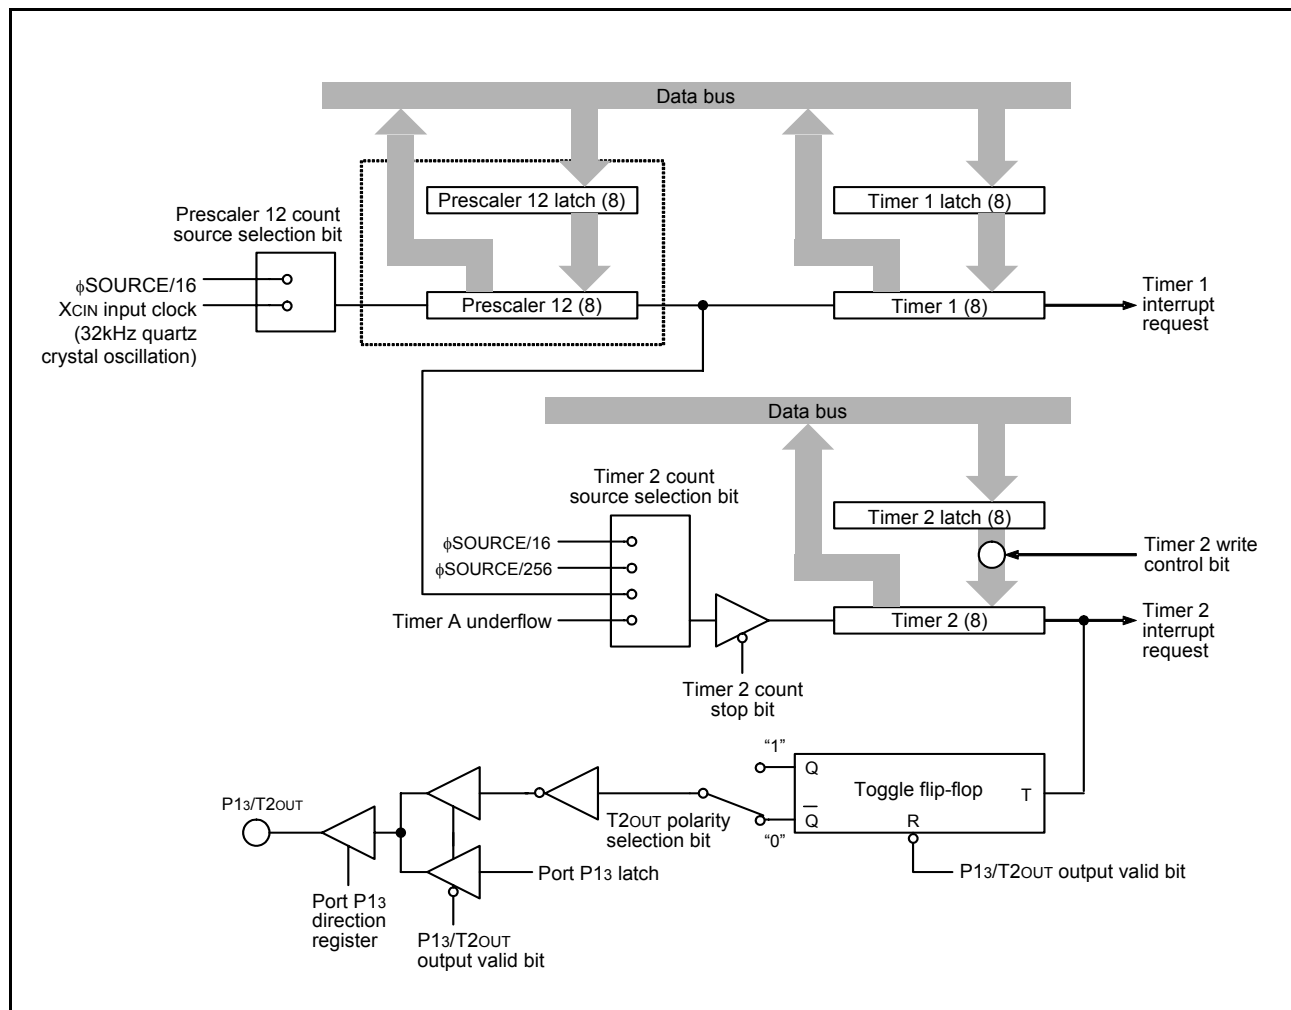 Data bus
Prescaler 12 latch (8)
Timer 1 latch (8)
Prescaler 12 count
source selection bit
ϕSOURCE/16
XCIN input clock
(32kHz quartz
crystal oscillation)
Prescaler 12 (8)
Timer 1 (8)
Timer 1
interrupt
request
Data bus
Timer 2 count
source selection bit
Timer 2 latch (8)
ϕSOURCE/16
ϕSOURCE/256
Timer A underflow
Timer 2 write
control bit
Timer 2 (8)
Timer 2
interrupt
request
Timer 2 count
stop bit
“1”
Q
Toggle flip-flop
T
Q̅
R
“0”
P13/T2OUT
T2OUT polarity
selection bit
P13/T2OUT output valid bit
Port P13 latch
Port P13
direction
register
P13/T2OUT
output valid bit